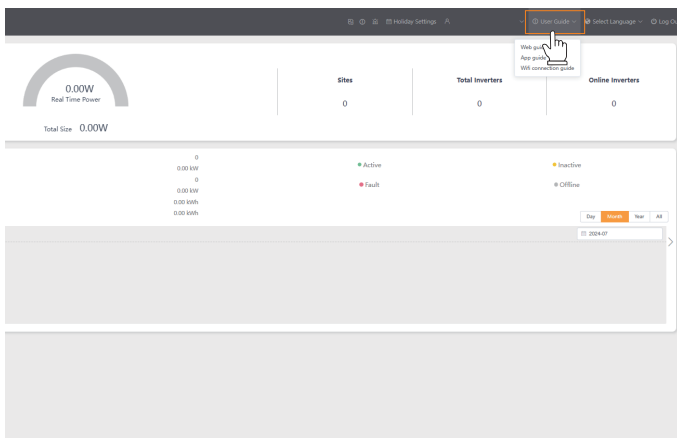 Holiday Settings
User Guide
Select Language
Log Ou
Web gui
App guide
Wifi connection guide
0.00W
Real Time Power
Total Size 0.00W
Sites
0
Total Inverters
0
Online Inverters
0
0
0.00 kW
0
0.00 kW
0.00 kWh
0.00 kWh
Active
Inactive
Fault
Offline
Day Month Year All
2024-07